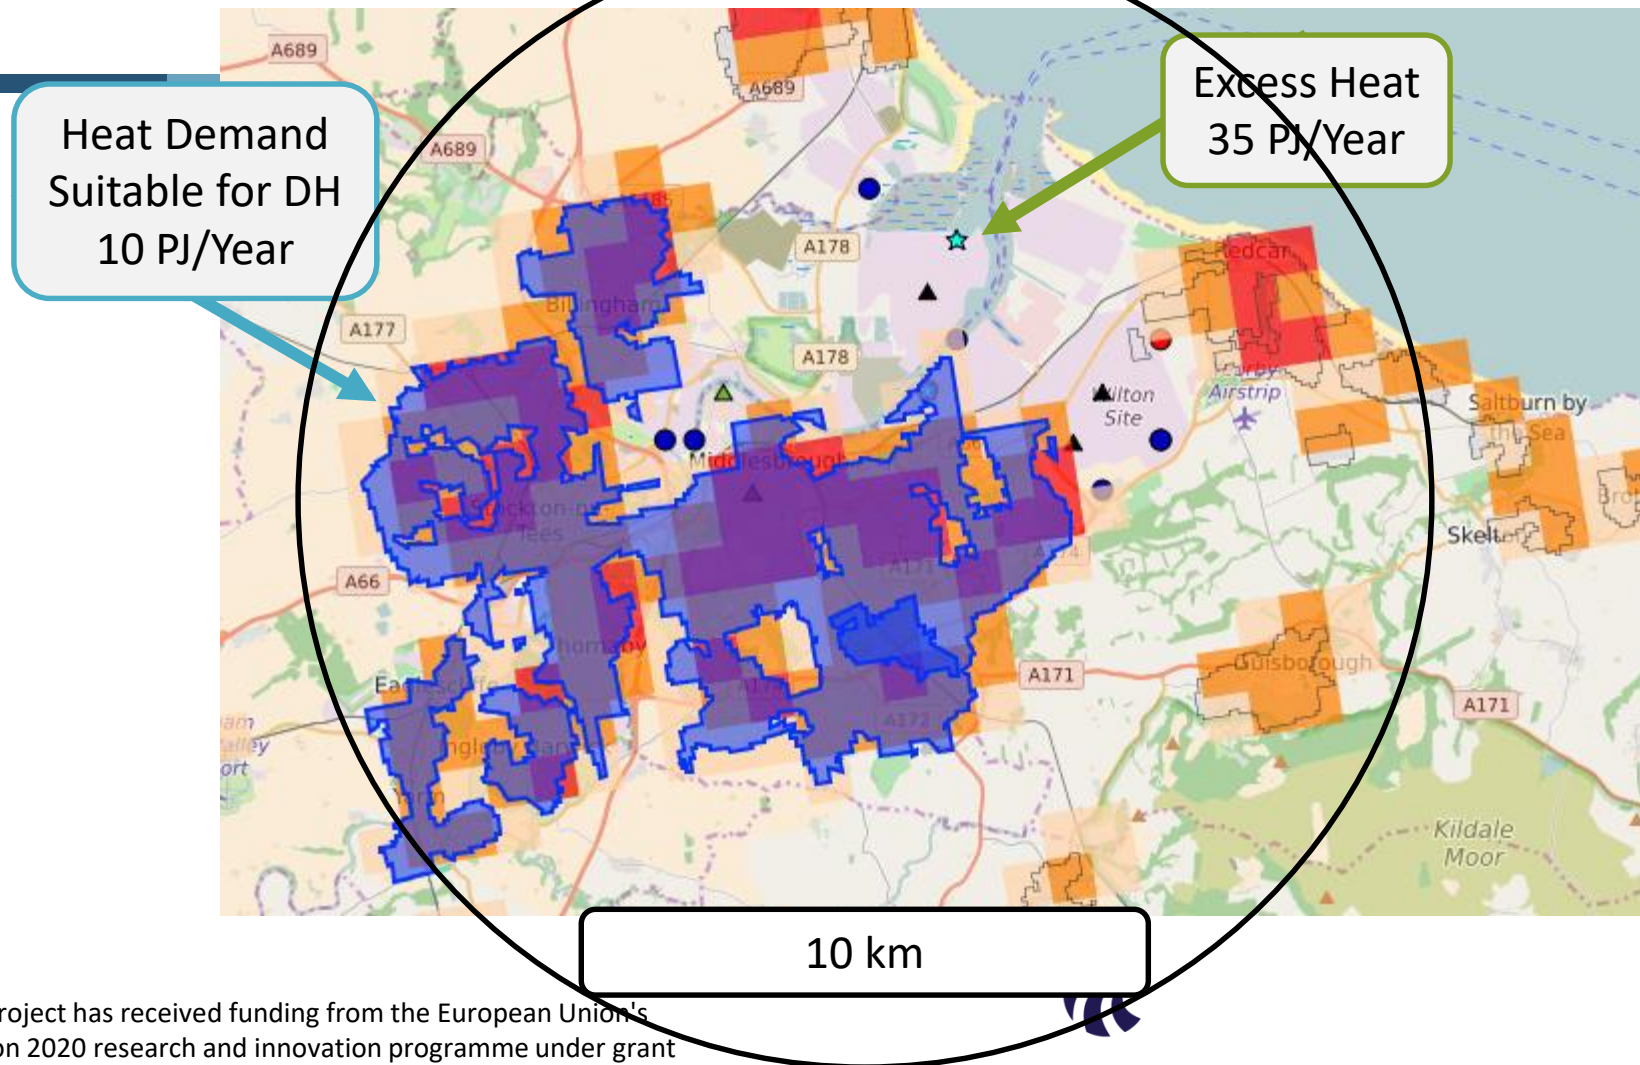 A689
A689
A689
Heat Demand
Suitable for DH
10 PJ/Year
Excess Heat
35 PJ/Year
A178
Redcar
Billingham
A177
A178
Airstrip
Wilton
Site
Saltburn by
the Sea
Middlesbrough
Stockton-on-
Tees
Skelton
A66
A171
Guisborough
A171
A172
Kildale
Moor
10 km
roject has received funding from the European Union's
on 2020 research and innovation programme under grant